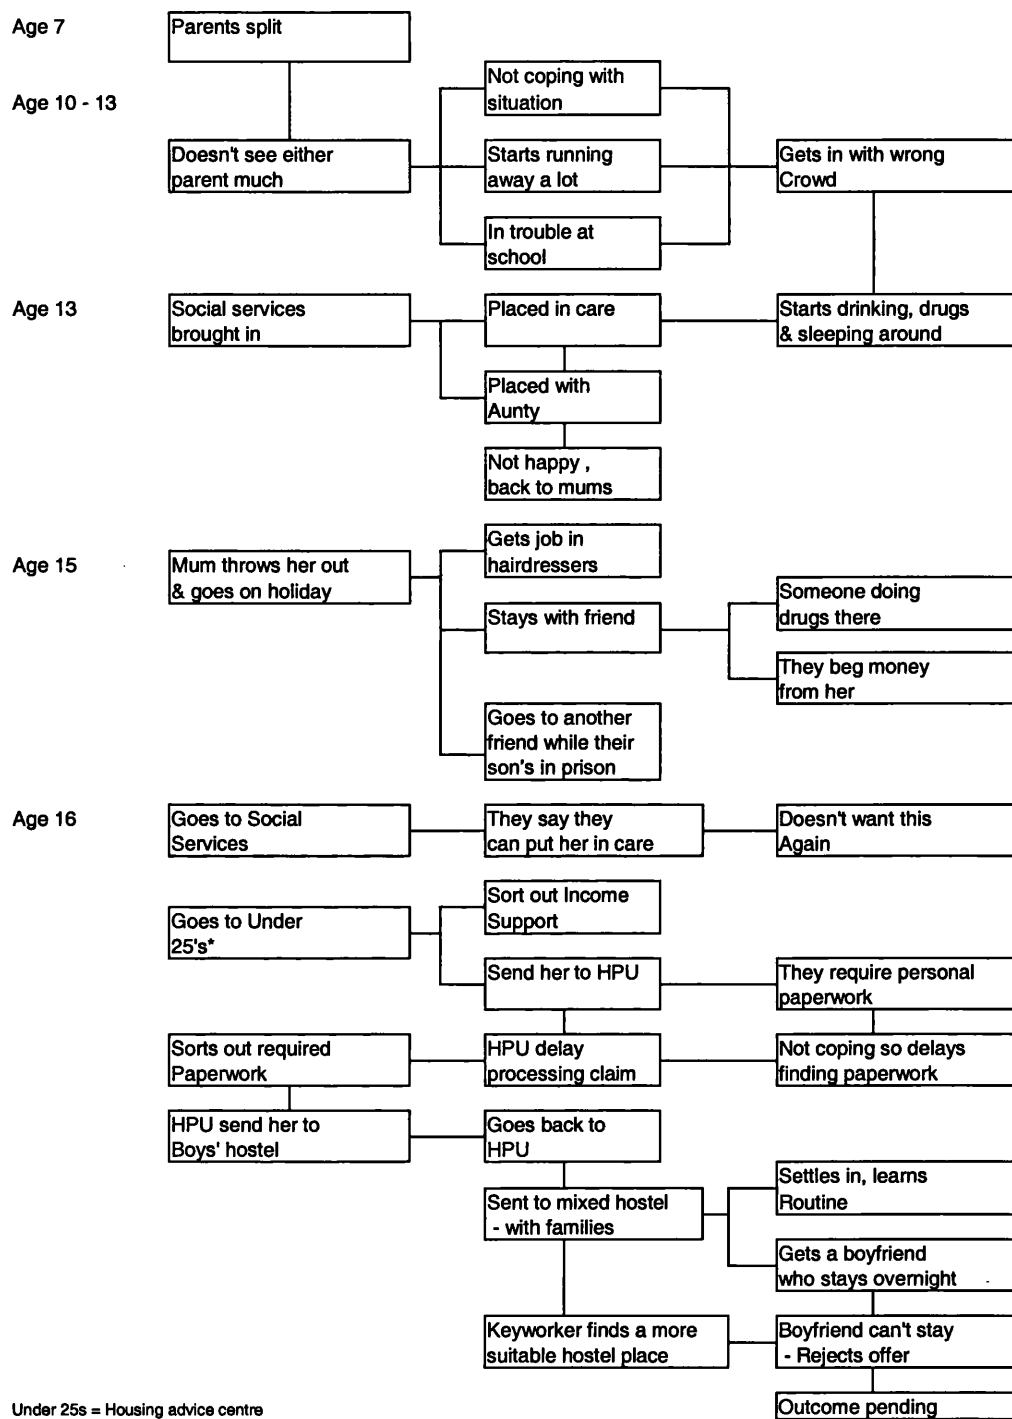 Age 7
Parents split
Age 10 - 13
Not coping with
situation
Doesn't see either
parent much
Starts running
away a lot
Gets in with wrong
Crowd
In trouble at
school
Age 13
Social services
brought in
Placed in care
Starts drinking, drugs
& sleeping around
Placed with
Aunty
Not happy ,
back to mums
Age 15
Mum throws her out
& goes on holiday
Gets job in
hairdressers
Stays with friend
Someone doing
drugs there
They beg money
from her
Goes to another
friend while their
son's in prison
Age 16
Goes to Social
Services
They say they
can put her in care
Doesn't want this
Again
Goes to Under
25's*
Sort out Income
Support
Send her to HPU
They require personal
paperwork
Sorts out required
Paperwork
HPU delay
processing claim
Not coping so delays
finding paperwork
HPU send her to
Boys' hostel
Goes back to
HPU
Sent to mixed hostel
- with families
Settles in, learns
Routine
Gets a boyfriend
who stays overnight
Keyworker finds a more
suitable hostel place
Boyfriend can't stay
- Rejects offer
Outcome pending
Under 25s = Housing advice centre